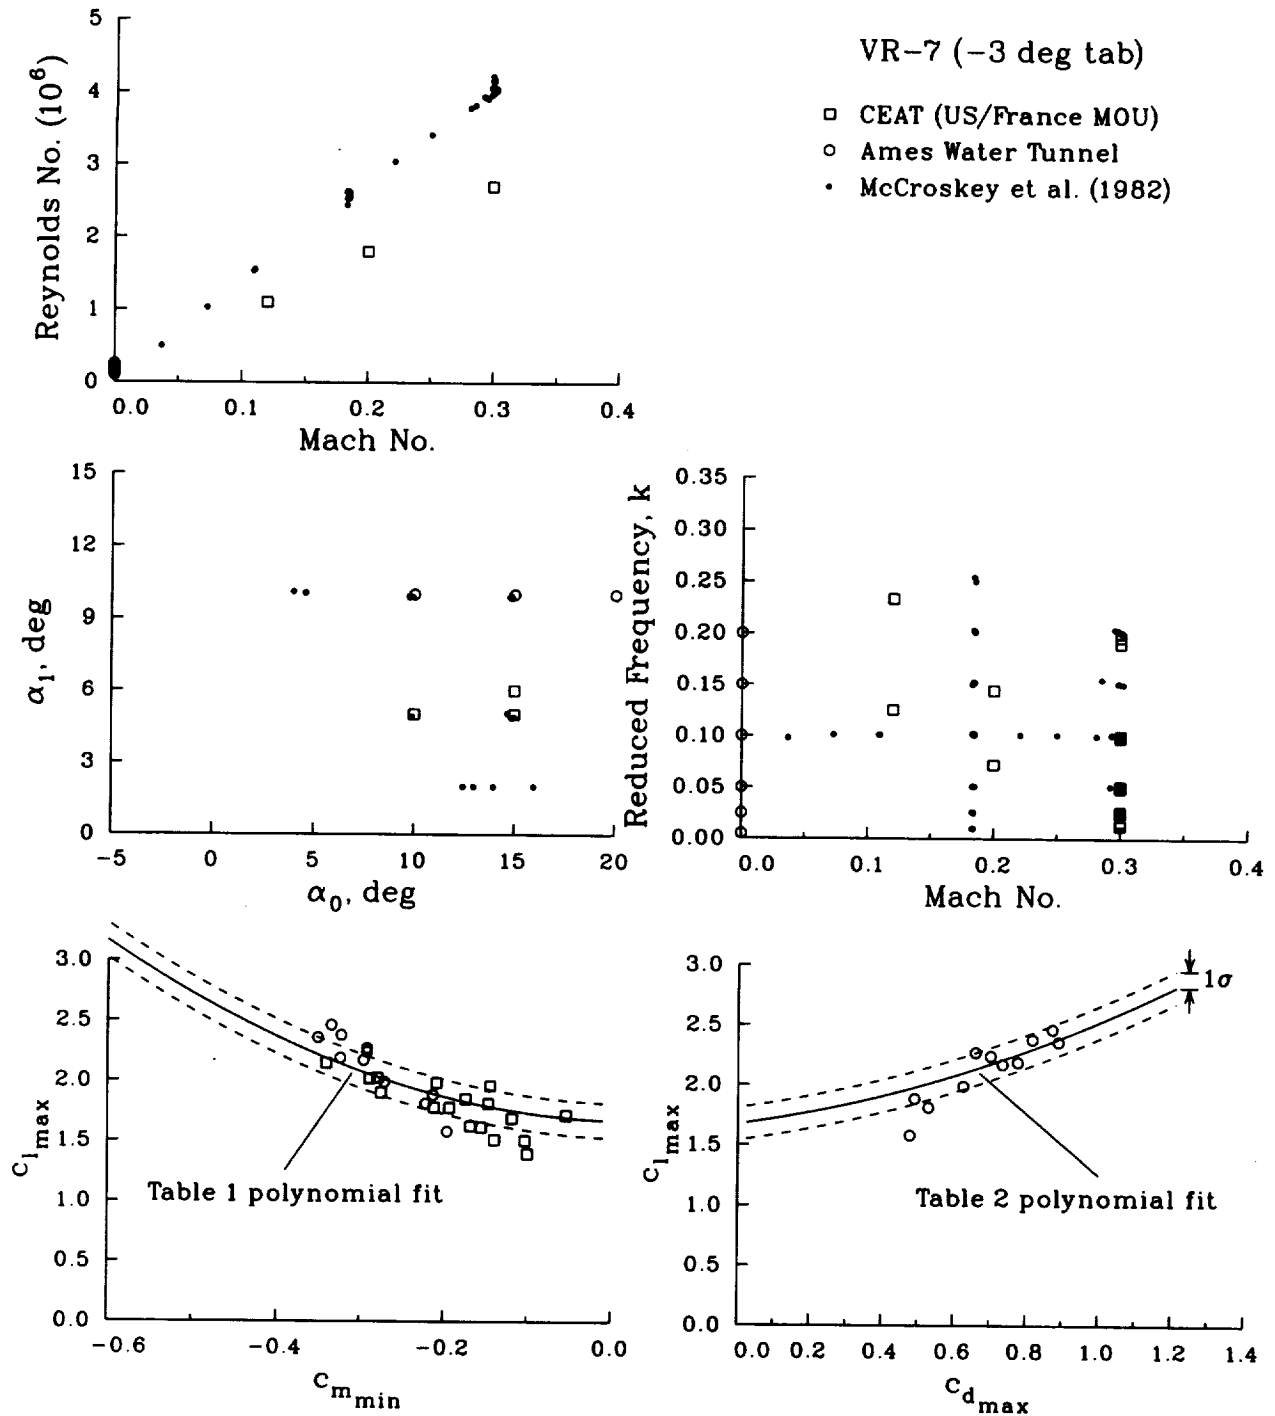 VR-7 (-3 deg tab)
CEAT (US/France MOU)
Ames Water Tunnel
McCroskey et al. (1982)
5
4
3
2
1
0
Reynolds No. (10⁶)
0.0 0.1 0.2 0.3 0.4
Mach No.
15
12
9
6
3
0
α₁, deg
-5 0 5 10 15 20
α₀, deg
0.35
0.30
0.25
0.20
0.15
0.10
0.05
0.00
Reduced Frequency, k
0.0 0.1 0.2 0.3 0.4
Mach No.
3.0
2.5
2.0
1.5
1.0
0.5
0.0
c_l_max
Table 1 polynomial fit
-0.6 -0.4 -0.2 0.0
c_m_min
3.0
2.5
2.0
1.5
1.0
0.5
0.0
c_l_max
1σ
Table 2 polynomial fit
0.0 0.2 0.4 0.6 0.8 1.0 1.2 1.4
c_d_max